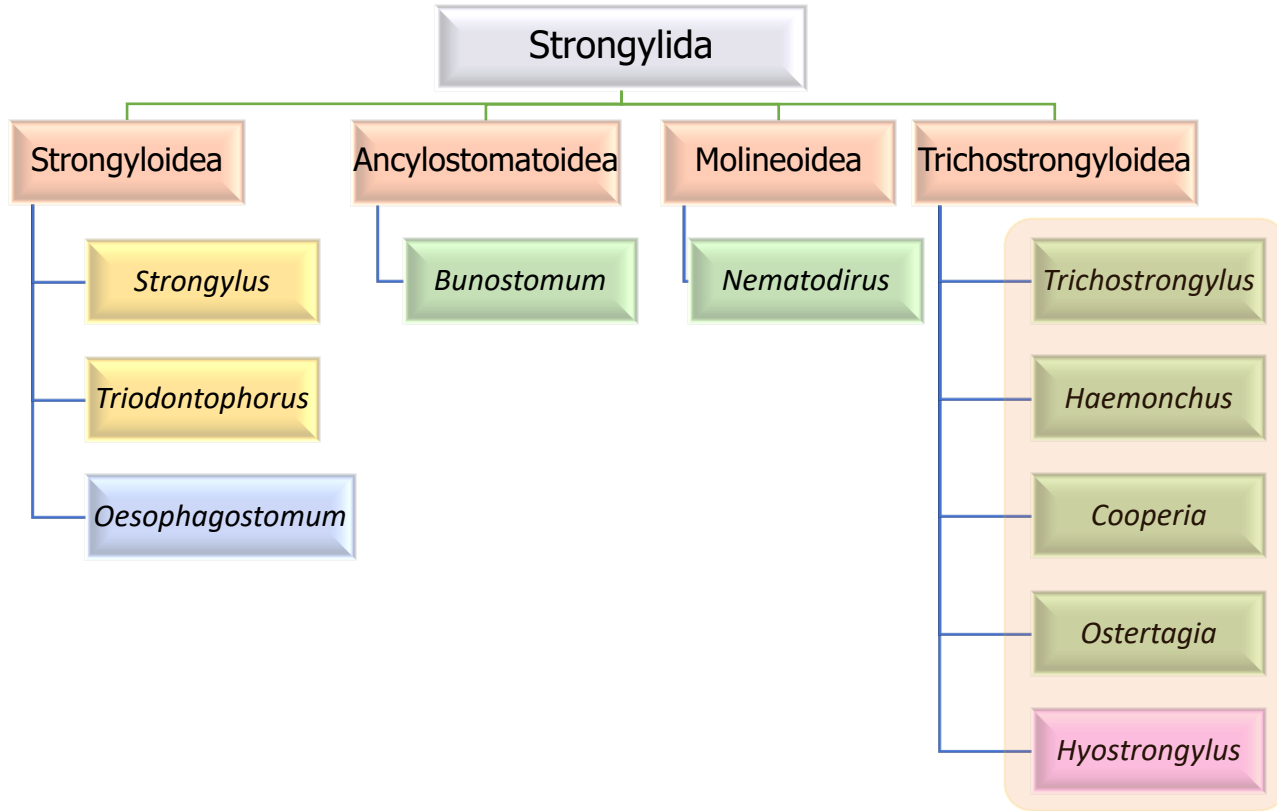 Strongylida
Strongyloidea
Ancylostomatoidea
Molineoidea
Trichostrongyloidea
Strongylus
Bunostomum
Nematodirus
Trichostrongylus
Triodontophorus
Haemonchus
Oesophagostomum
Cooperia
Ostertagia
Hyostrongylus